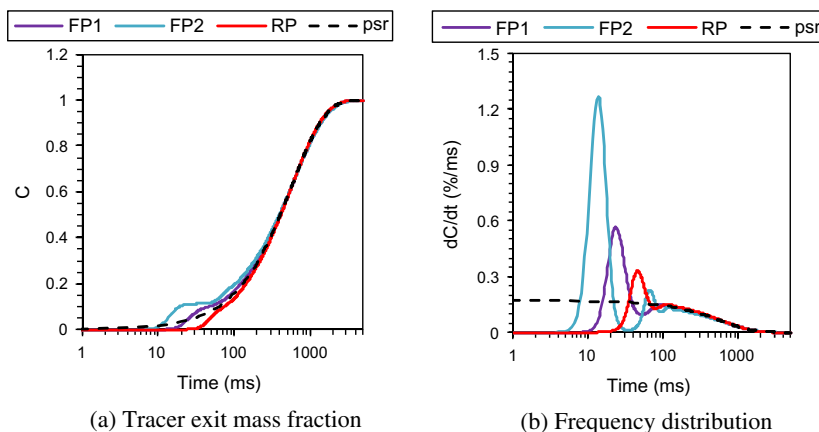 FP1 FP2 RP psr
1.2
1
0.8
0.6
0.4
0.2
0
C
1 10 100 1000
Time (ms)
(a) Tracer exit mass fraction
FP1 FP2 RP psr
1.5
1.2
0.9
0.6
0.3
0.0
dC/dt (%/ms)
1 10 100 1000
Time (ms)
(b) Frequency distribution